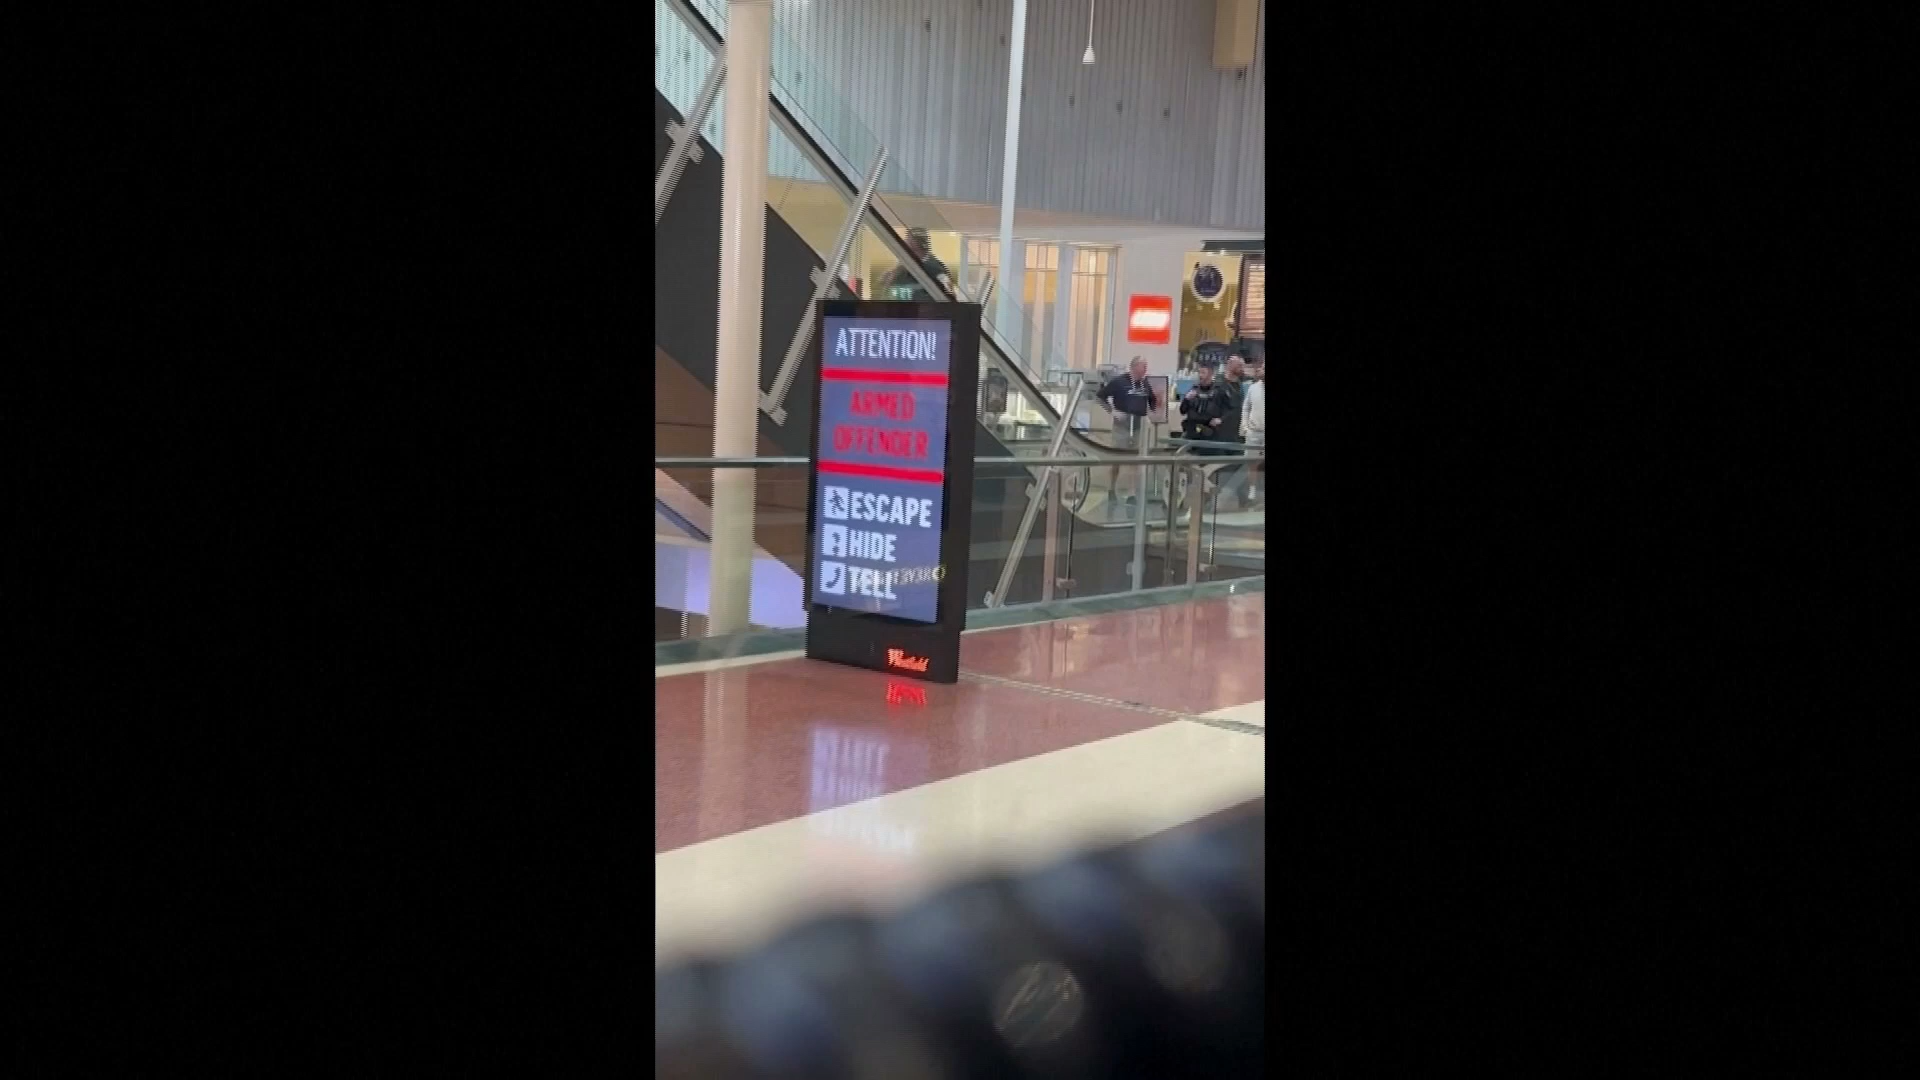 ATTENTION!
ARMED
OFFENDER
ESCAPE
HIDE
TELL
Westfield